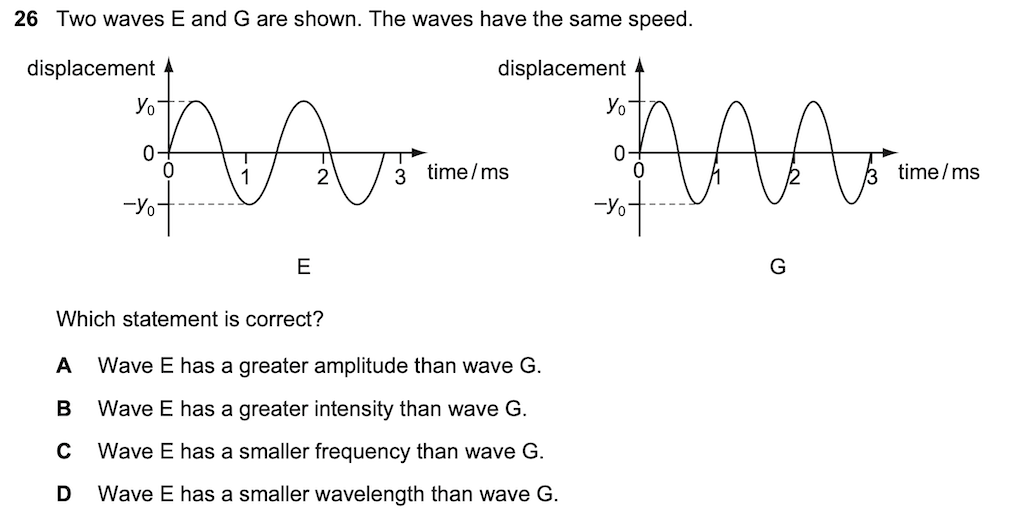 26 Two waves E and G are shown. The waves have the same speed.
displacement
y₀
0
−y₀
0 1 2 3 time / ms
E
displacement
y₀
0
−y₀
0 1 2 3 time / ms
G
Which statement is correct?
A Wave E has a greater amplitude than wave G.
B Wave E has a greater intensity than wave G.
C Wave E has a smaller frequency than wave G.
D Wave E has a smaller wavelength than wave G.